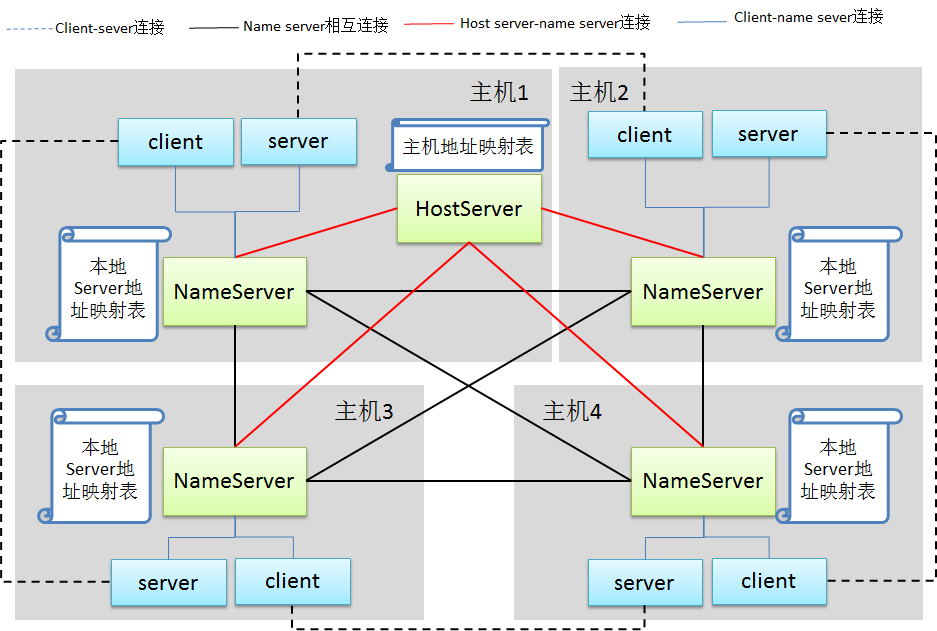 Client-sever连接
Name server相互连接
Host server-name server连接
Client-name sever连接
主机1
主机2
client
server
主机地址映射表
client
server
HostServer
本地
Server地
址映射表
NameServer
NameServer
本地
Server地
址映射表
主机3
主机4
本地
Server地
址映射表
NameServer
NameServer
本地
Server地
址映射表
server
client
server
client